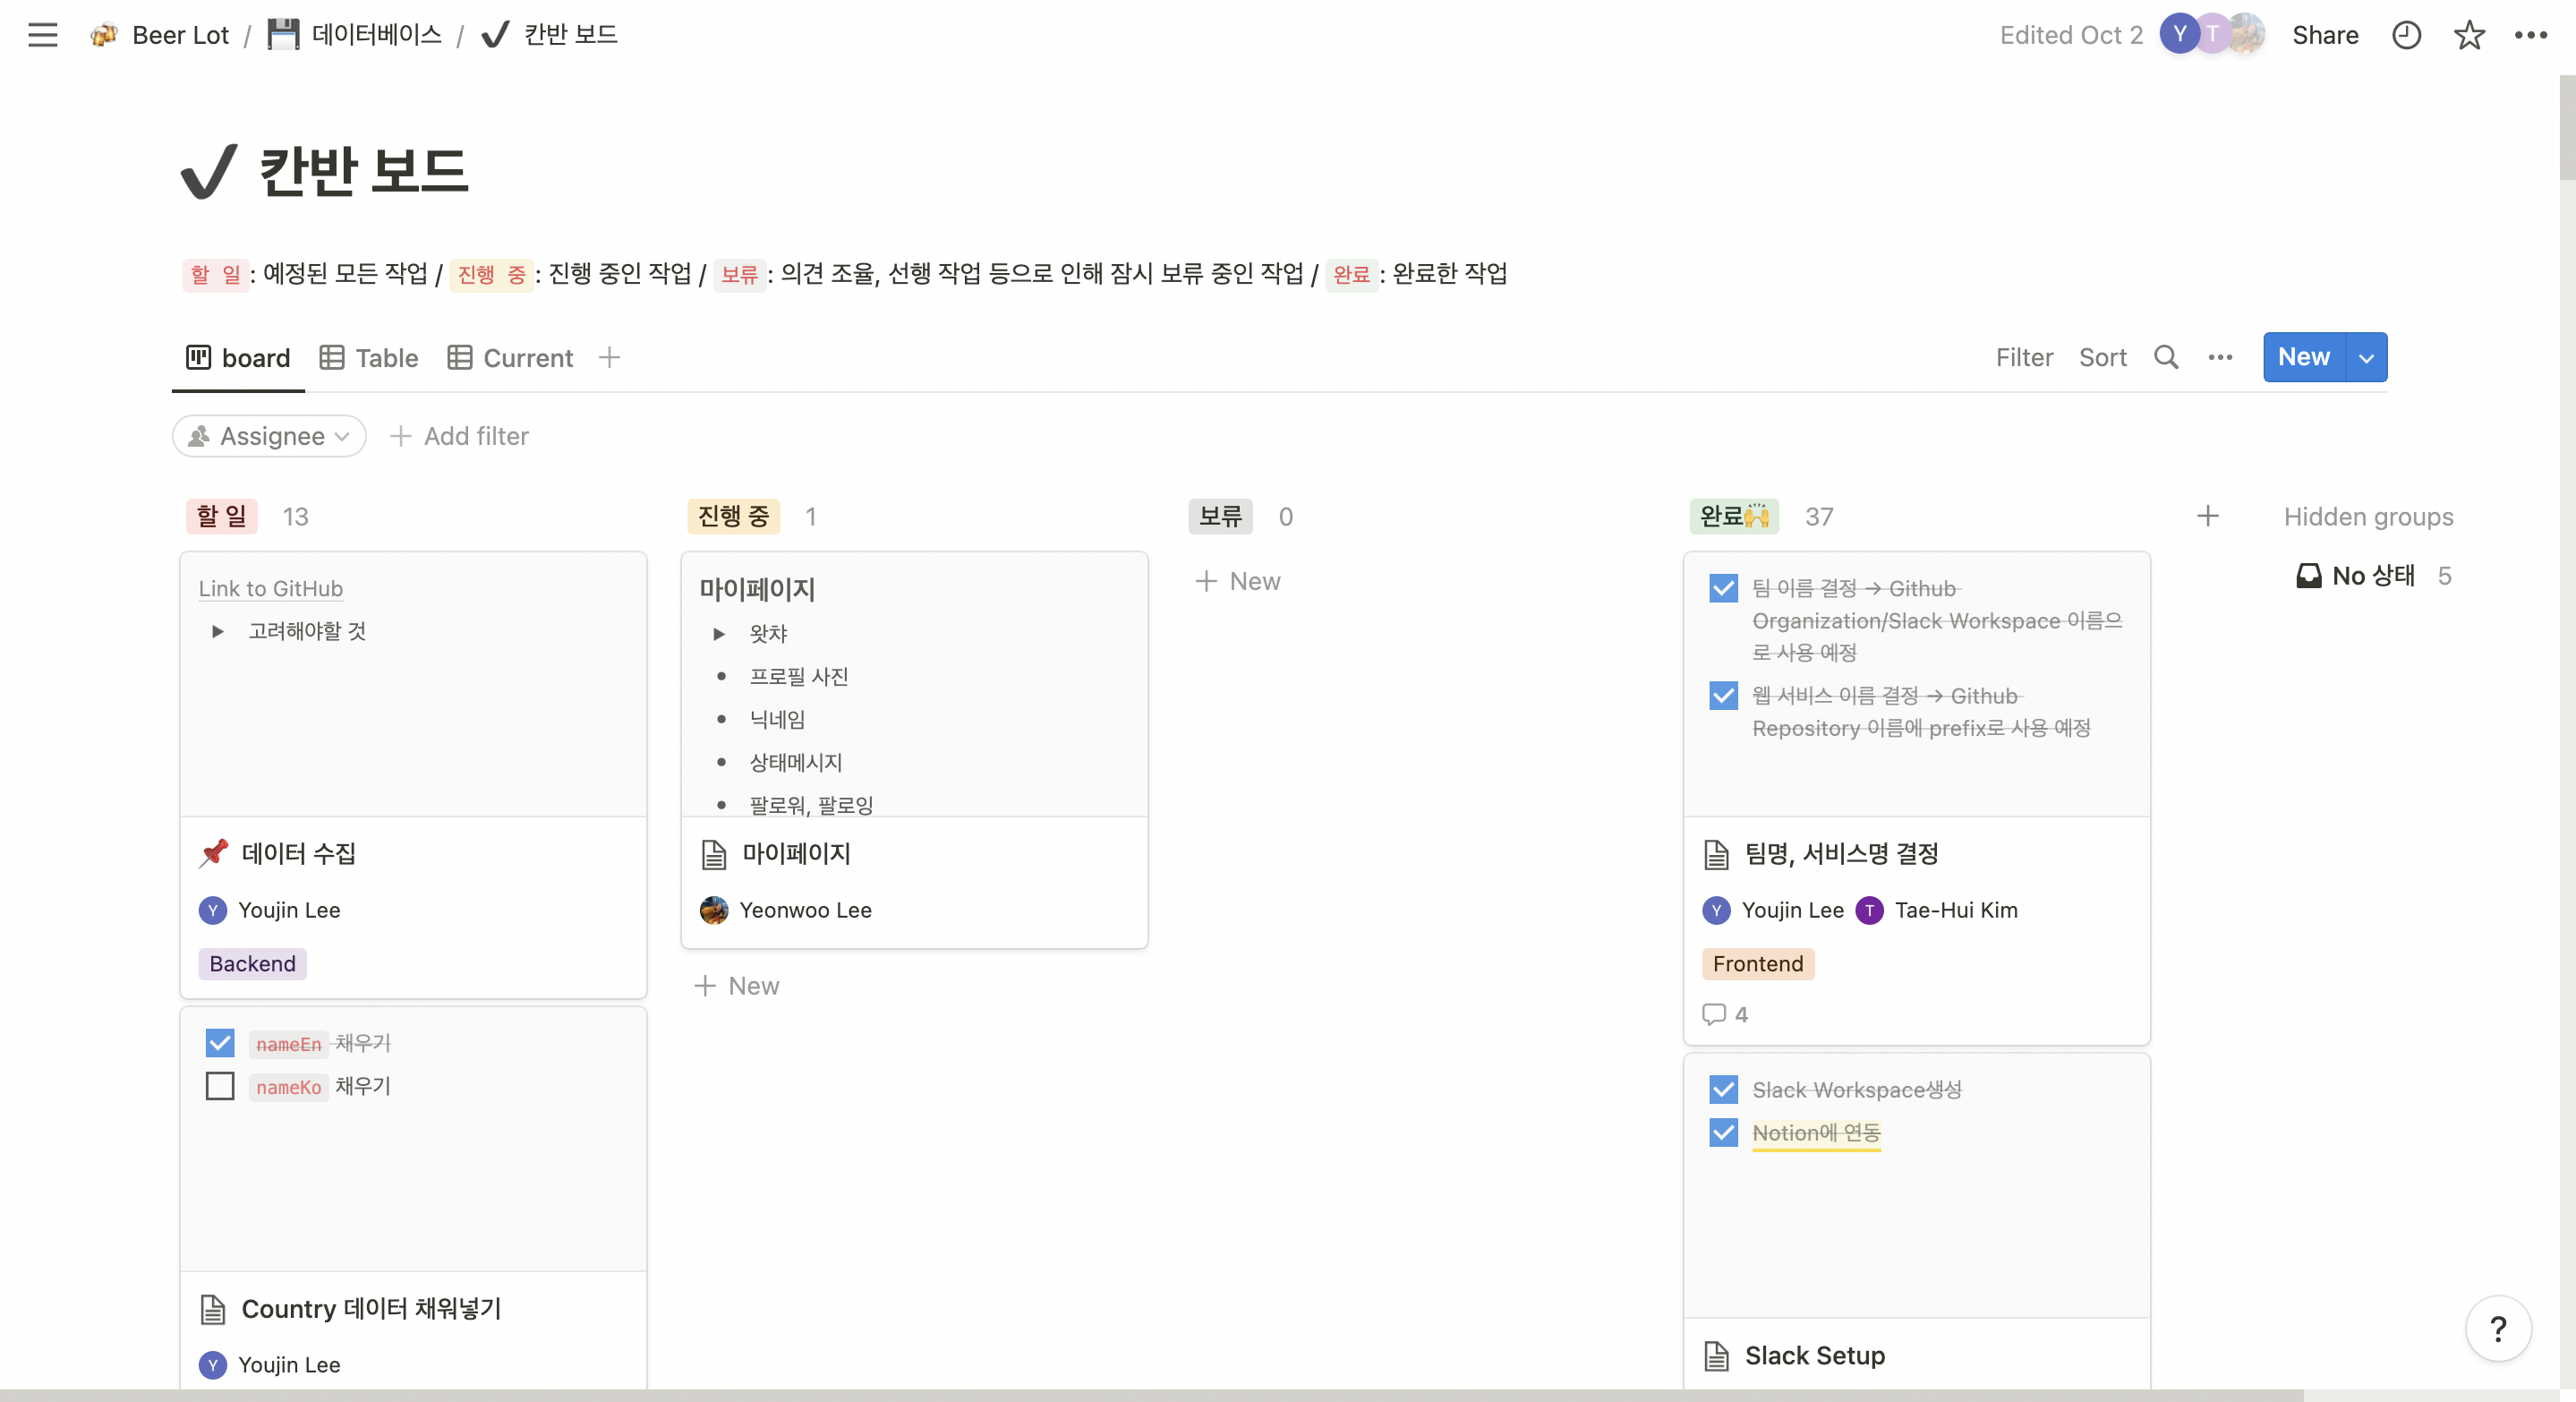 Beer Lot / 데이터베이스 / 칸반 보드
Edited Oct 2 Y T Share
칸반 보드
할 일: 예정된 모든 작업 / 진행 중: 진행 중인 작업 / 보류: 의견 조율, 선행 작업 등으로 인해 잠시 보류 중인 작업 / 완료: 완료한 작업
board Table Current
Filter Sort New
Assignee Add filter
할 일 13
Link to GitHub
고려해야할 것
데이터 수집
Y Youjin Lee
Backend
nameEn 채우기
nameKo 채우기
Country 데이터 채워넣기
Y Youjin Lee
진행 중 1
마이페이지
왓챠
프로필 사진
닉네임
상태메시지
팔로워, 팔로잉
마이페이지
Yeonwoo Lee
New
보류 0
New
완료🙌 37
팀 이름 결정 → Github
Organization/Slack Workspace 이름으
로 사용 예정
웹 서비스 이름 결정 → Github
Repository 이름에 prefix로 사용 예정
팀명, 서비스명 결정
Y Youjin Lee T Tae-Hui Kim
Frontend
4
Slack Workspace생성
Notion에 연동
Slack Setup
Hidden groups
No 상태 5
?